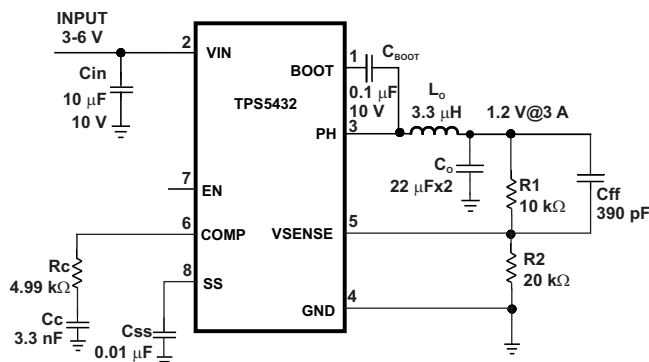 INPUT
3-6 V
2
VIN
Cin
10 μF
10 V
TPS5432
BOOT
1
C_BOOT
0.1 μF
10 V
PH
3
L_o
3.3 μH
1.2 V@3 A
C_o
22 μFx2
R1
10 kΩ
Cff
390 pF
7
EN
6
COMP
VSENSE
5
Rc
4.99 kΩ
8
SS
R2
20 kΩ
Cc
3.3 nF
Css
0.01 μF
GND
4